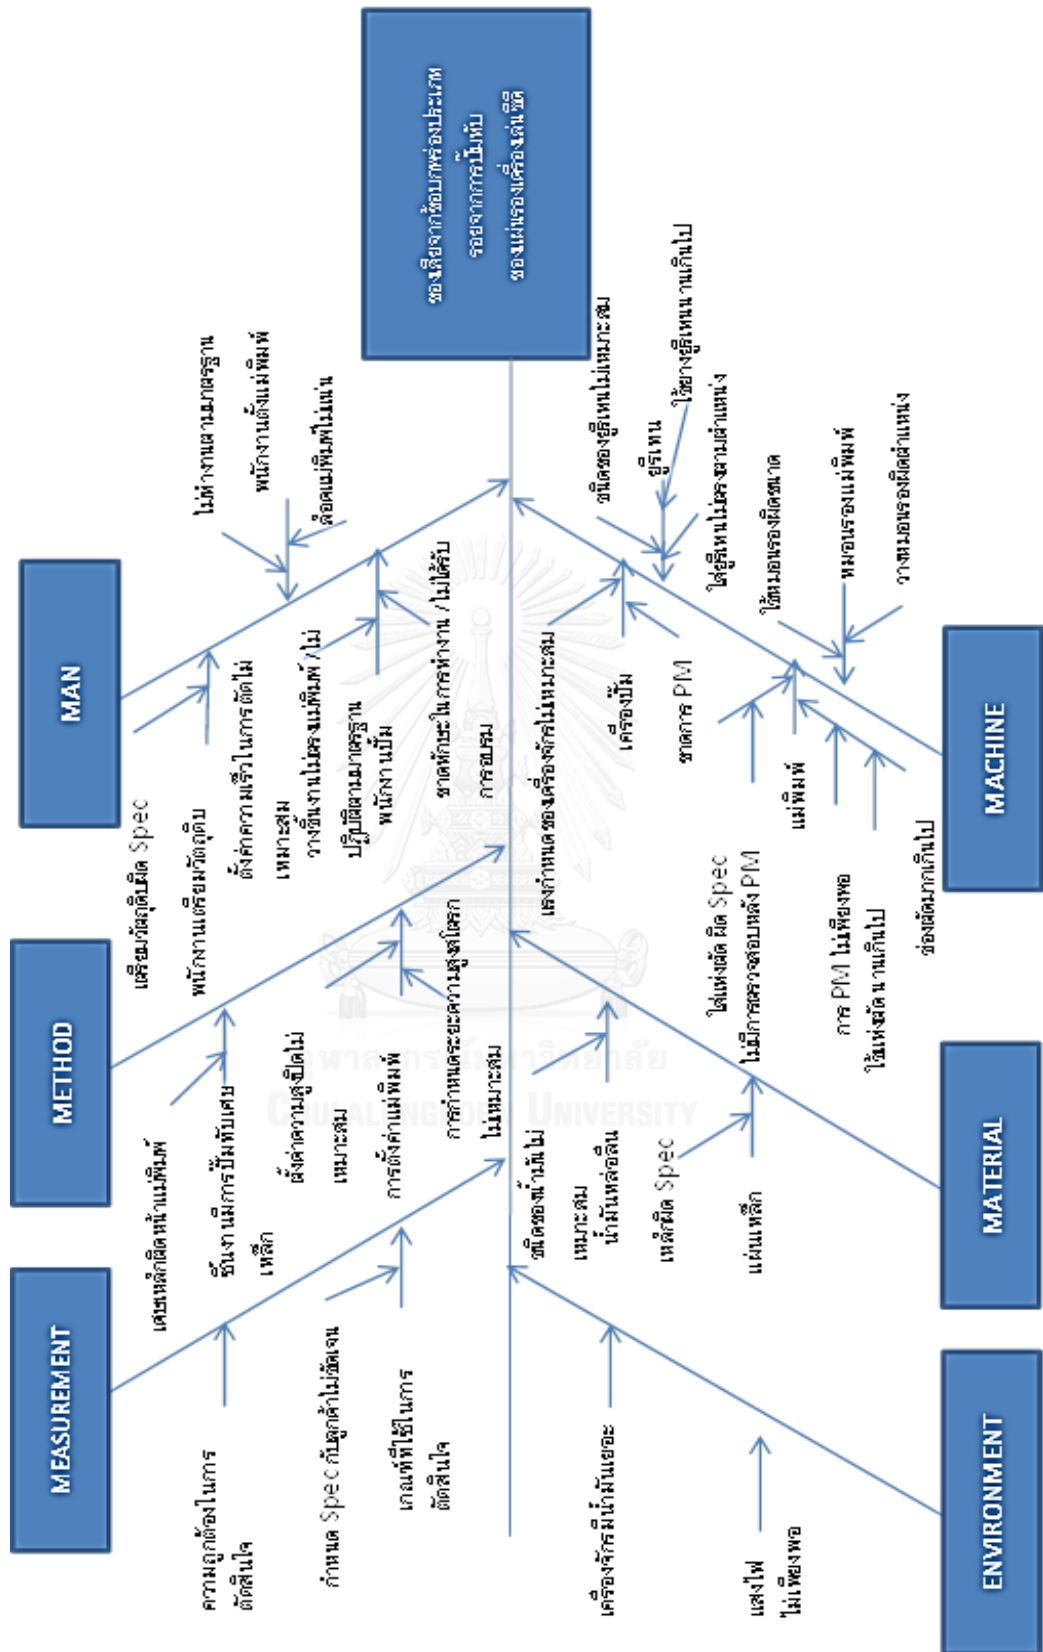 MEASUREMENT
METHOD
MAN
ความถูกต้องในการ
ตัดสินใจ
กำหนด Spec กับลูกค้าไม่ชัดเจน
เกณฑ์ที่ใช้ในการ
ตัดสินใจ
เศษเหล็กติดหน้าแม่พิมพ์
ชิ้นงานมีการปั๊มทับเศษ
เหล็ก
ตั้งค่าความสูงปิดไม่
เหมาะสม
การตั้งค่าแม่พิมพ์
การกำหนดระยะความสูงสโตรก
ไม่เหมาะสม
เตรียมวัตถุดิบผิด Spec
พนักงานเตรียมวัตถุดิบ
ตั้งค่าความเร็วในการตัดไม่
เหมาะสม
วางชิ้นงานไม่ตรงแม่พิมพ์ /ไม่
ปฏิบัติตามมาตรฐาน
พนักงานปั๊ม
ขาดทักษะในการทำงาน / ไม่ได้รับ
การอบรม
ไม่ทำงานตามมาตรฐาน
พนักงานตั้งแม่พิมพ์
ล็อคแม่พิมพ์ไม่แน่น
ของเสียจากข้อบกพร่องประเภท
รอยจากการปั๊มทับ
ของแผ่นรองเครื่องเล่นซีดี
เครื่องจักรมีน้ำมันเยอะ
แสงไฟ
ไม่เพียงพอ
ชนิดของน้ำมันไม่
เหมาะสม
น้ำมันหล่อลื่น
เหล็กผิด Spec
แผ่นเหล็ก
แรงกำหนดของเครื่องจักรไม่เหมาะสม
เครื่องปั๊ม
ขาดการ PM
ใส่แท่งตัด ผิด Spec
ไม่มีการตรวจสอบหลัง PM
แม่พิมพ์
การ PM ไม่เพียงพอ
ใช้แท่งตัด นานเกินไป
ช่องตัดมากเกินไป
ชนิดของยูริเทนไม่เหมาะสม
ยูริเทน
ใช้ยางยูริเทนนานเกินไป
ใส่ยูริเทนไม่ตรงตามตำแหน่ง
ใช้หมอนรองผิดขนาด
หมอนรองแม่พิมพ์
วางหมอนรองผิดตำแหน่ง
ENVIRONMENT
MATERIAL
MACHINE
จุฬาลงกรณ์มหาวิทยาลัย
CHULALONGKORN UNIVERSITY